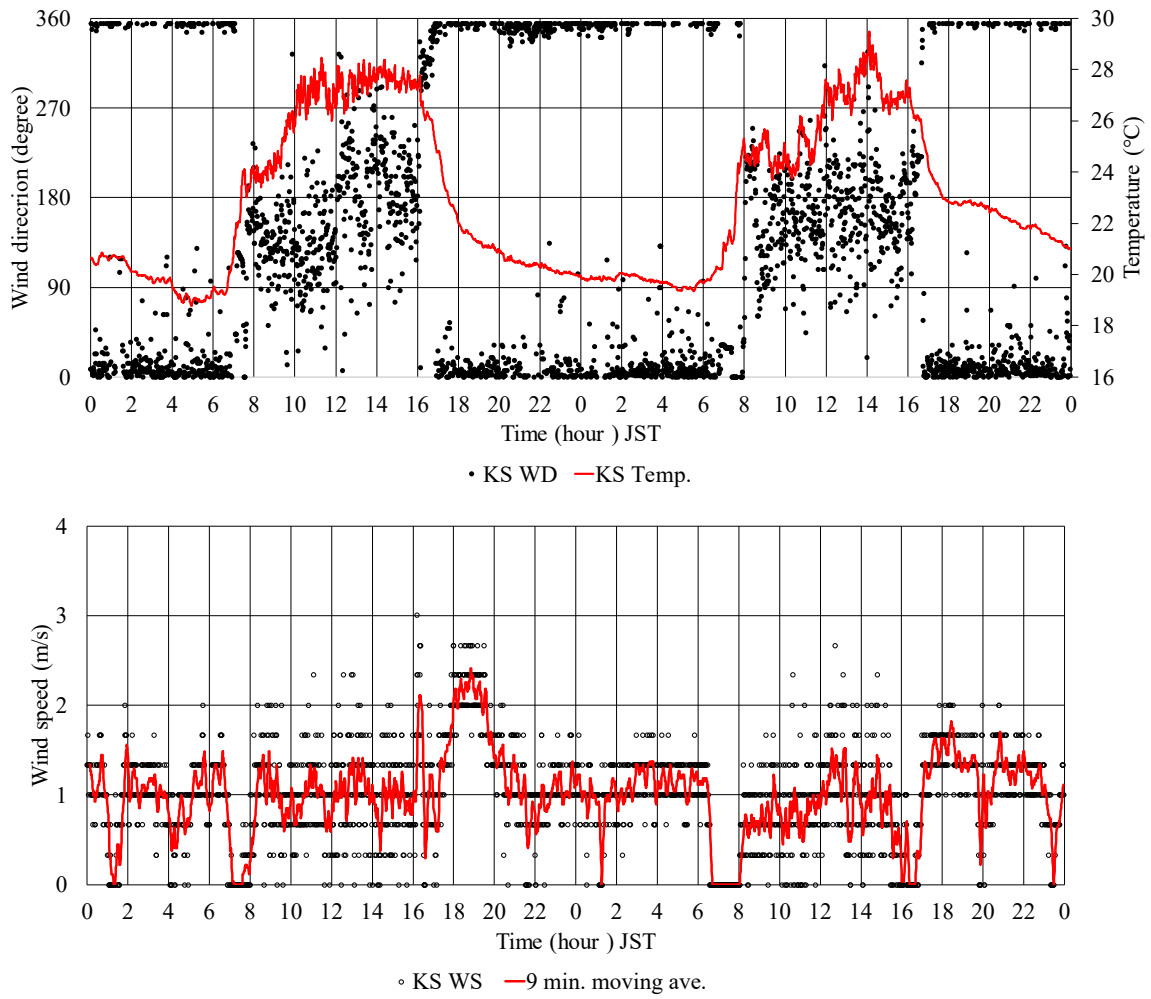 360
270
180
90
0
Wind direcrion (degree)
30
28
26
24
22
20
18
16
Temperature (℃)
0 2 4 6 8 10 12 14 16 18 20 22 0 2 4 6 8 10 12 14 16 18 20 22 0
Time (hour ) JST
KS WD KS Temp.
4
3
2
1
0
Wind speed (m/s)
0 2 4 6 8 10 12 14 16 18 20 22 0 2 4 6 8 10 12 14 16 18 20 22 0
Time (hour ) JST
KS WS 9 min. moving ave.